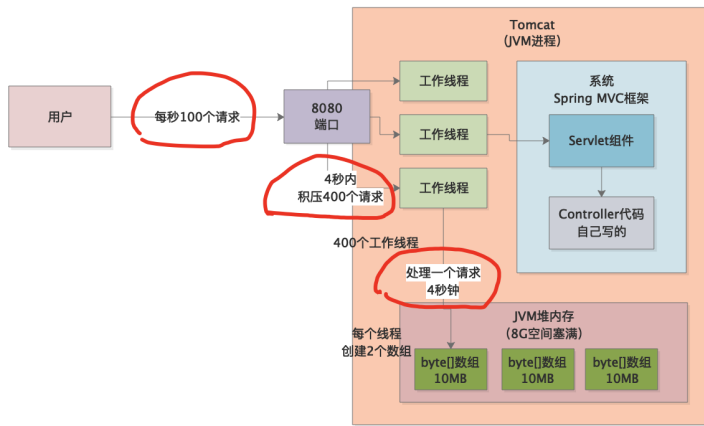 Tomcat
（JVM进程）
用户
每秒100个请求
8080
端口
工作线程
工作线程
工作线程
系统
Spring MVC框架
Servlet组件
Controller代码
自己写的
4秒内
积压400个请求
400个工作线程
处理一个请求
4秒钟
每个线程
创建2个数组
JVM堆内存
（8G空间塞满）
byte[]数组
10MB
byte[]数组
10MB
byte[]数组
10MB